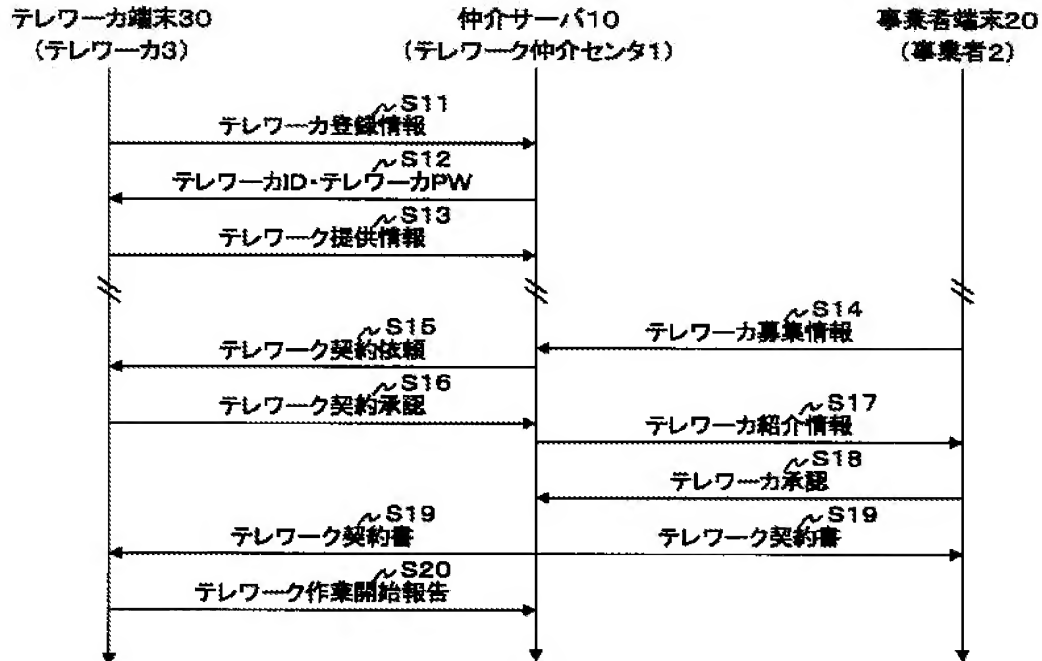 テレワーカ端末30
(テレワーカ3)
仲介サーバ10
(テレワーク仲介センタ1)
事業者端末20
(事業者2)
S11
テレワーカ登録情報
S12
テレワーカID・テレワーカPW
S13
テレワーク提供情報
S14
テレワーカ募集情報
S15
テレワーク契約依頼
S16
テレワーク契約承認
S17
テレワーカ紹介情報
S18
テレワーカ承認
S19
テレワーク契約書
S19
テレワーク契約書
S20
テレワーク作業開始報告